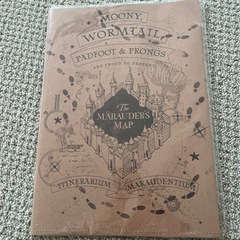 MOONY,
WORMTAIL
PADFOOT & PRONGS
ARE PROUD TO PRESENT
The
MARAUDER'S
MAP
ITINERARIUM
MARAUDENTIUM